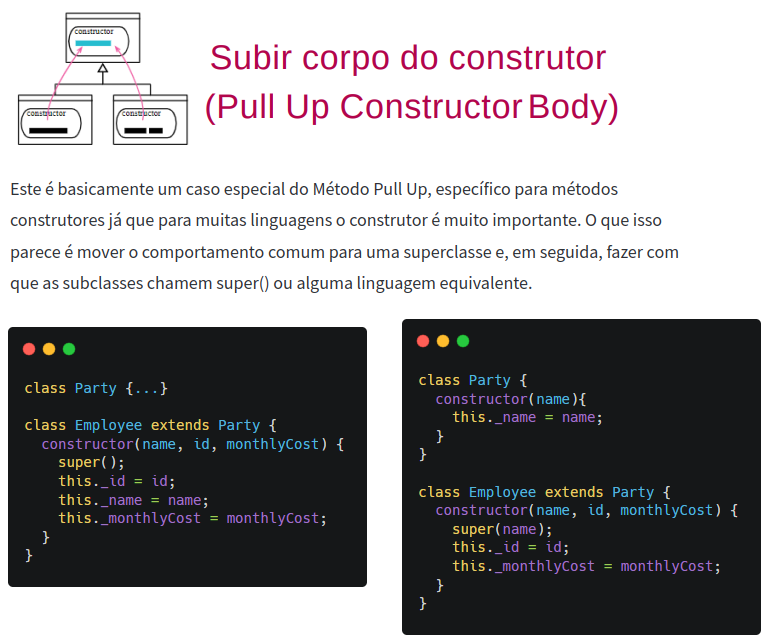 constructor
constructor
constructor
Subir corpo do construtor
(Pull Up Constructor Body)
Este é basicamente um caso especial do Método Pull Up, específico para métodos
construtores já que para muitas linguagens o construtor é muito importante. O que isso
parece é mover o comportamento comum para uma superclasse e, em seguida, fazer com
que as subclasses chamem super() ou alguma linguagem equivalente.
class Party {...}
class Employee extends Party {
constructor(name, id, monthlyCost) {
super();
this._id = id;
this._name = name;
this._monthlyCost = monthlyCost;
}
}
class Party {
constructor(name){
this._name = name;
}
}
class Employee extends Party {
constructor(name, id, monthlyCost) {
super(name);
this._id = id;
this._monthlyCost = monthlyCost;
}
}